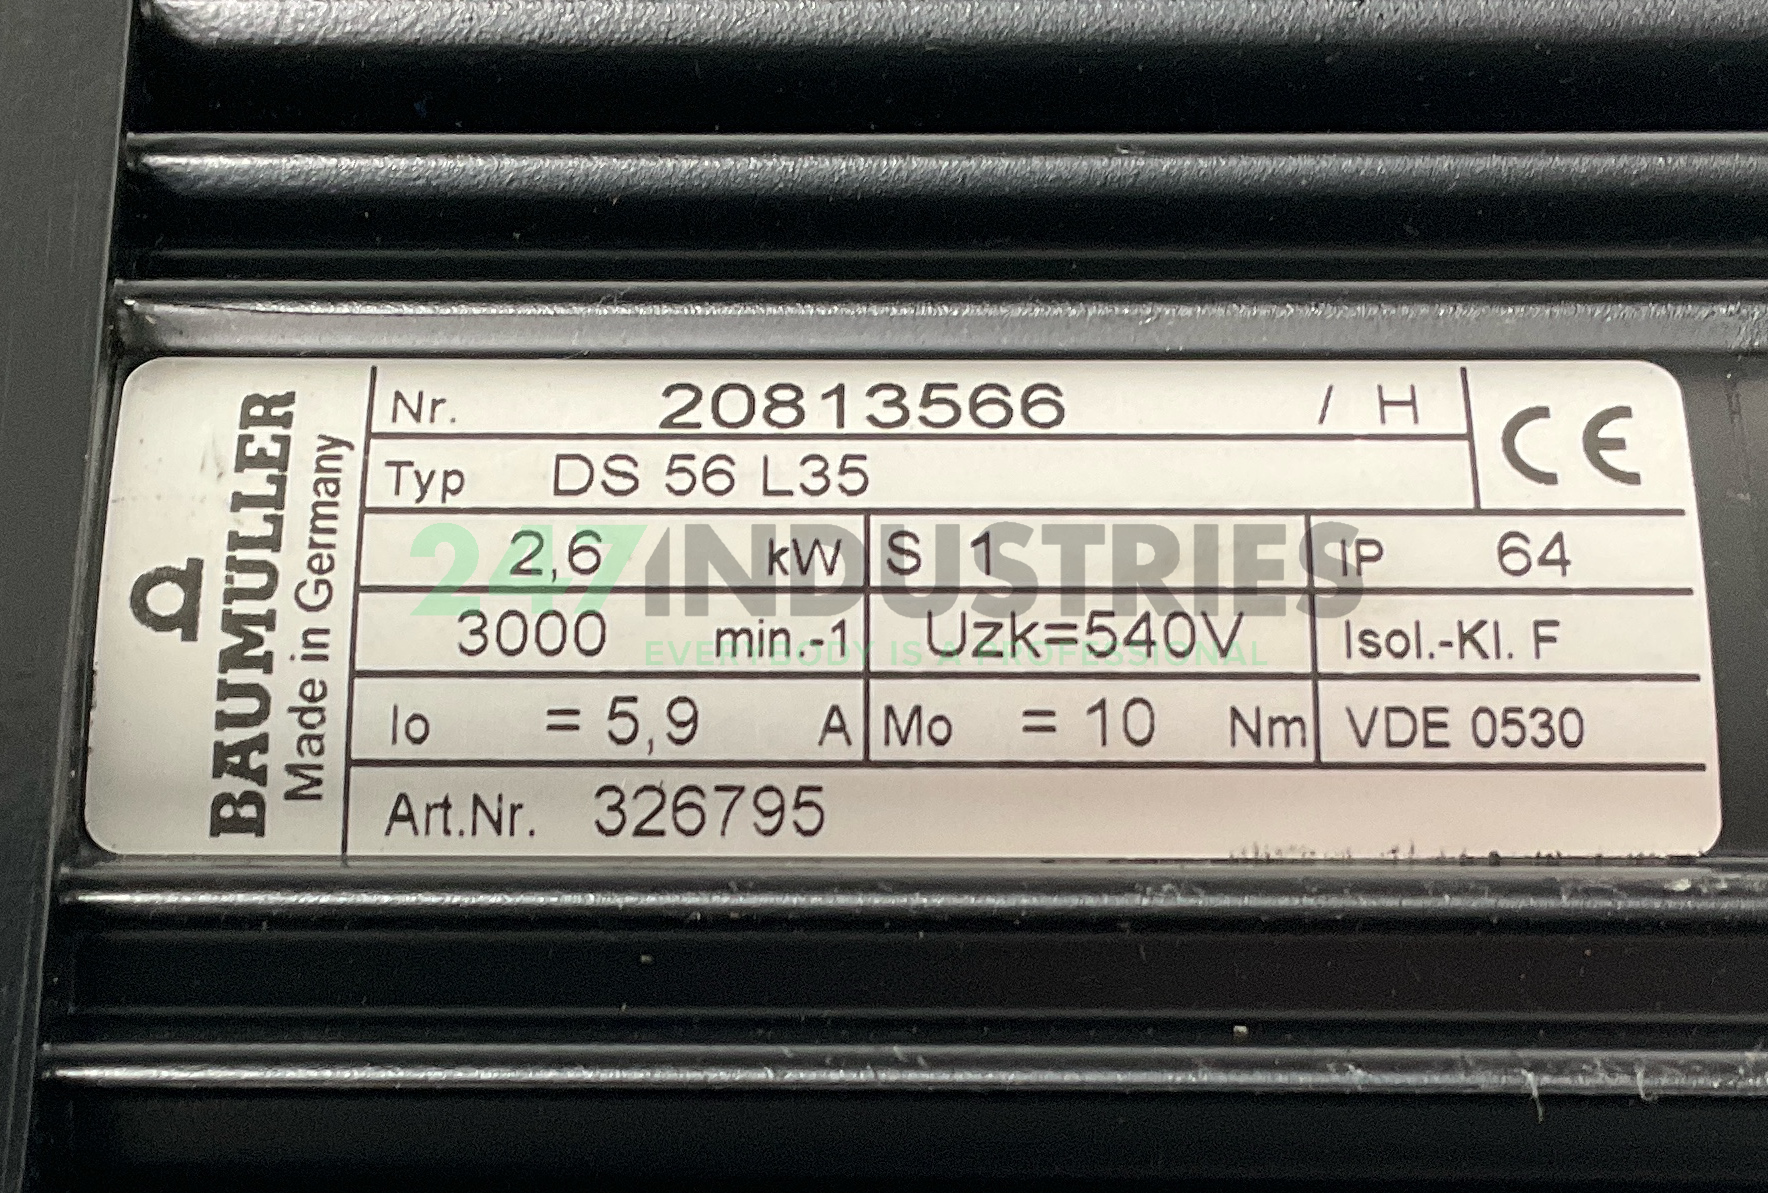 BAUMÜLLER
Made in Germany
Nr. 20813566 / H
CE
Typ DS 56 L35
2,6 kW S 1 IP 64
3000 min.-1 Uzk=540V Isol.-Kl. F
Io = 5,9 A Mo = 10 Nm VDE 0530
Art.Nr. 326795
247INDUSTRIES
EVERYBODY IS A PROFESSIONAL